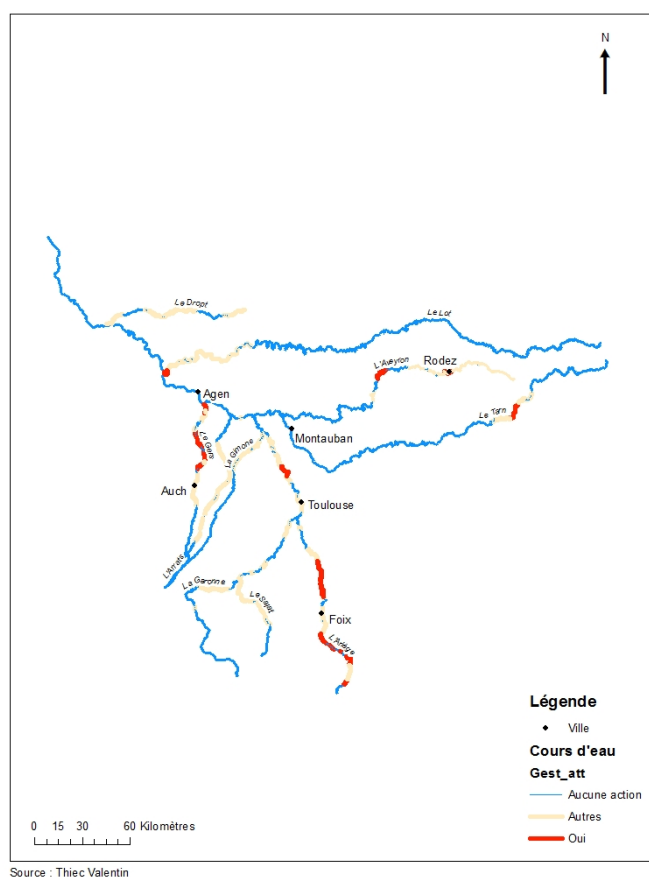 N
Le Dropt
Le Lot
L'Aveyron
Rodez
Agen
Le Tarn
Le Gers
La Gimone
Montauban
Auch
Toulouse
L'Arrats
La Garonne
Le Salat
Foix
L'Ariège
Légende
Ville
Cours d'eau
Gest_att
Aucune action
Autres
Oui
0 15 30 60 Kilomètres
Source : Thiec Valentin